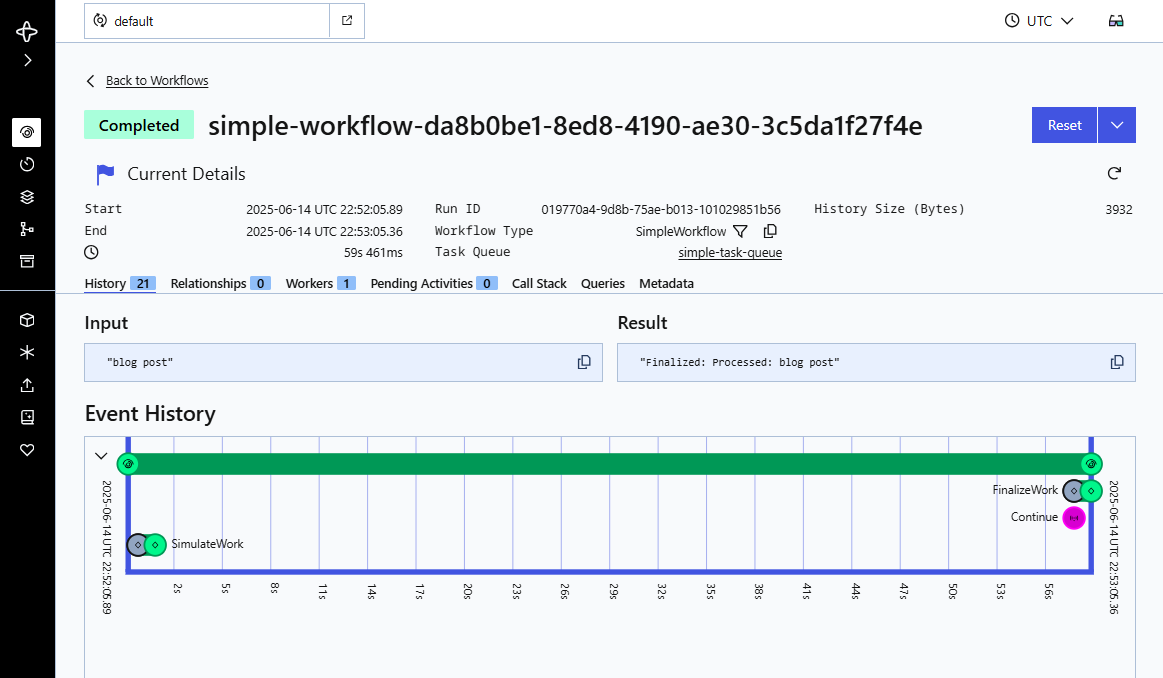 default
UTC
Back to Workflows
Completed
simple-workflow-da8b0be1-8ed8-4190-ae30-3c5da1f27f4e
Reset
Current Details
Start 2025-06-14 UTC 22:52:05.89
End 2025-06-14 UTC 22:53:05.36
59s 461ms
Run ID 019770a4-9d8b-75ae-b013-101029851b56
Workflow Type SimpleWorkflow
Task Queue simple-task-queue
History Size (Bytes) 3932
History 21 Relationships 0 Workers 1 Pending Activities 0 Call Stack Queries Metadata
Input
"blog post"
Result
"Finalized: Processed: blog post"
Event History
FinalizeWork
Continue
SimulateWork
2025-06-14 UTC 22:52:05.89
2s 5s 8s 11s 14s 17s 20s 23s 26s 29s 32s 35s 38s 41s 44s 47s 50s 53s 56s
2025-06-14 UTC 22:53:05.36